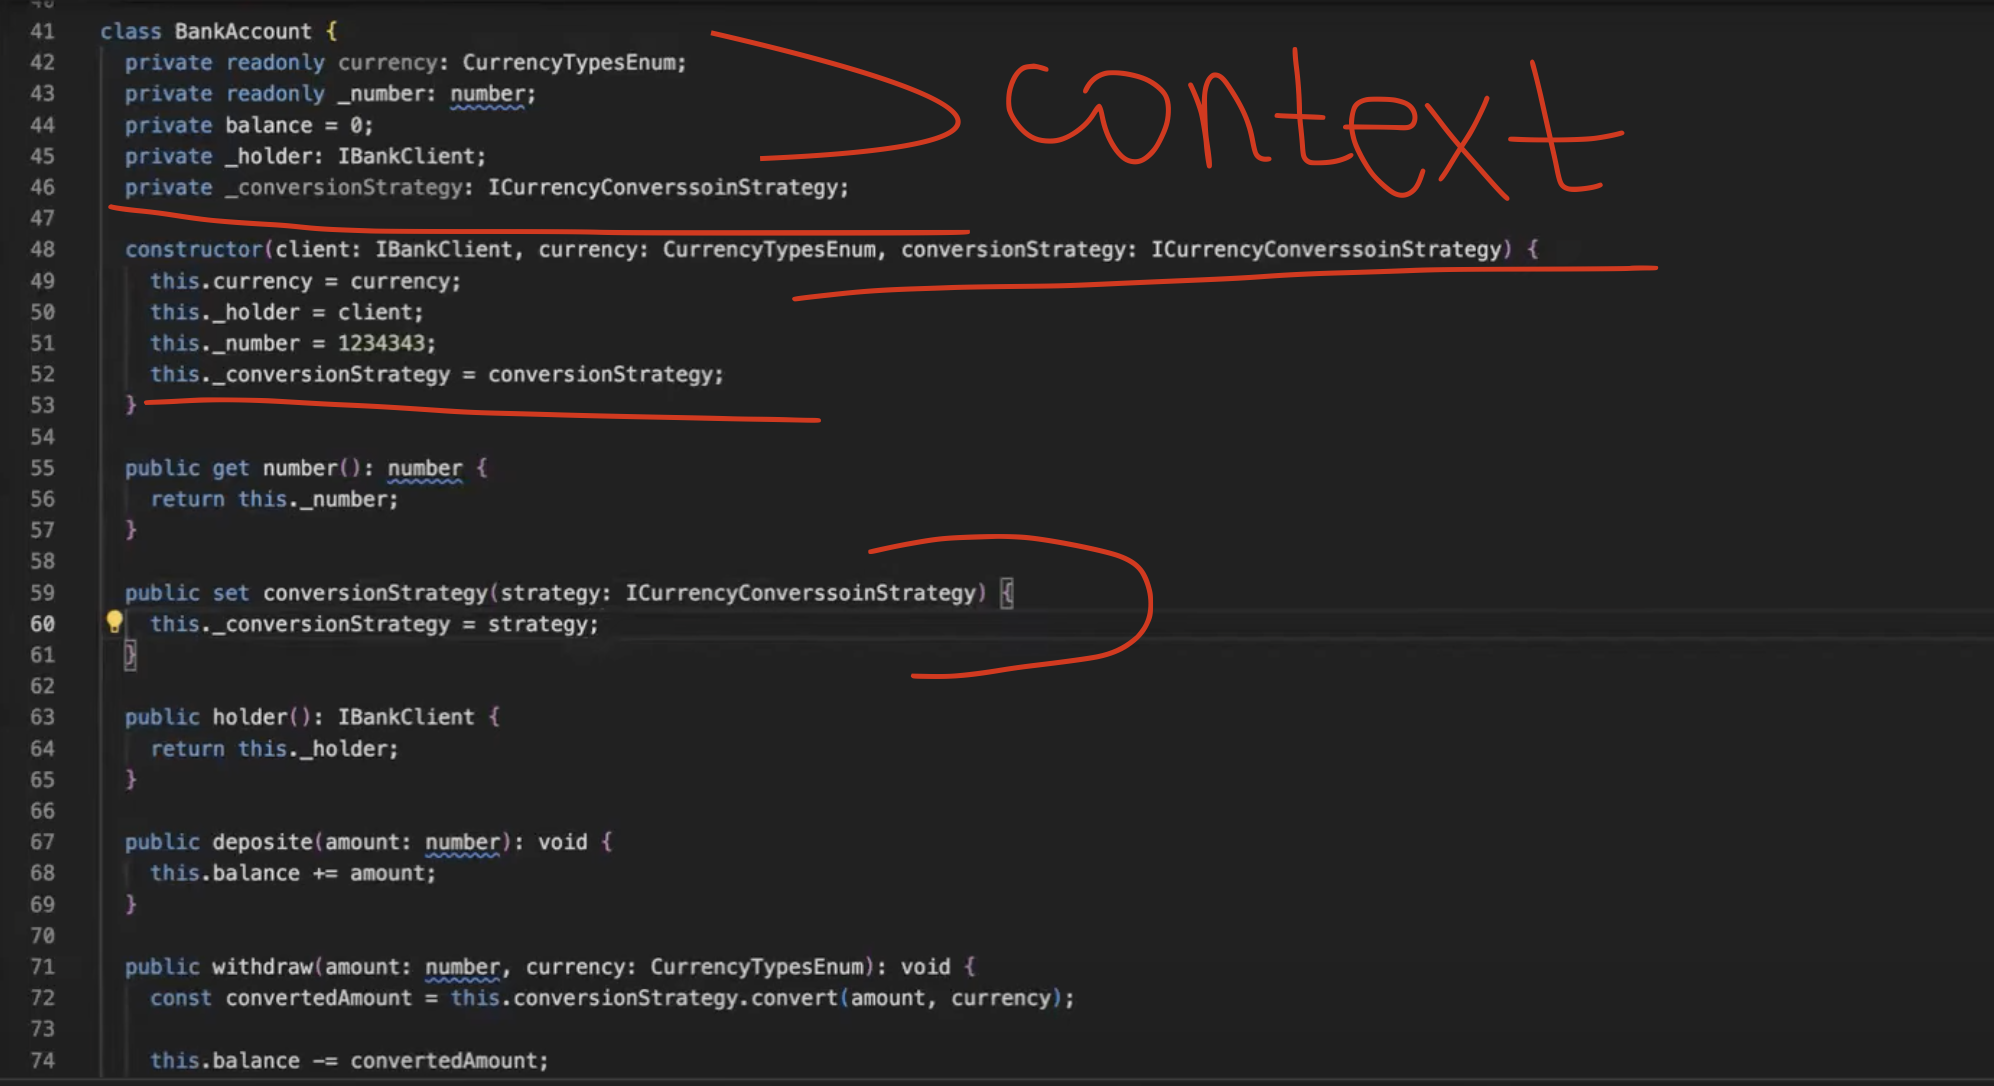 41 class BankAccount {
42 private readonly currency: CurrencyTypesEnum;
43 private readonly _number: number;
44 private balance = 0;
45 private _holder: IBankClient;
46 private _conversionStrategy: ICurrencyConverssoinStrategy;
context
47
48 constructor(client: IBankClient, currency: CurrencyTypesEnum, conversionStrategy: ICurrencyConverssoinStrategy) {
49 this.currency = currency;
50 this._holder = client;
51 this._number = 1234343;
52 this._conversionStrategy = conversionStrategy;
53 }
54
55 public get number(): number {
56 return this._number;
57 }
58
59 public set conversionStrategy(strategy: ICurrencyConverssoinStrategy) {
60 this._conversionStrategy = strategy;
61 }
62
63 public holder(): IBankClient {
64 return this._holder;
65 }
66
67 public deposite(amount: number): void {
68 this.balance += amount;
69 }
70
71 public withdraw(amount: number, currency: CurrencyTypesEnum): void {
72 const convertedAmount = this.conversionStrategy.convert(amount, currency);
73
74 this.balance -= convertedAmount;